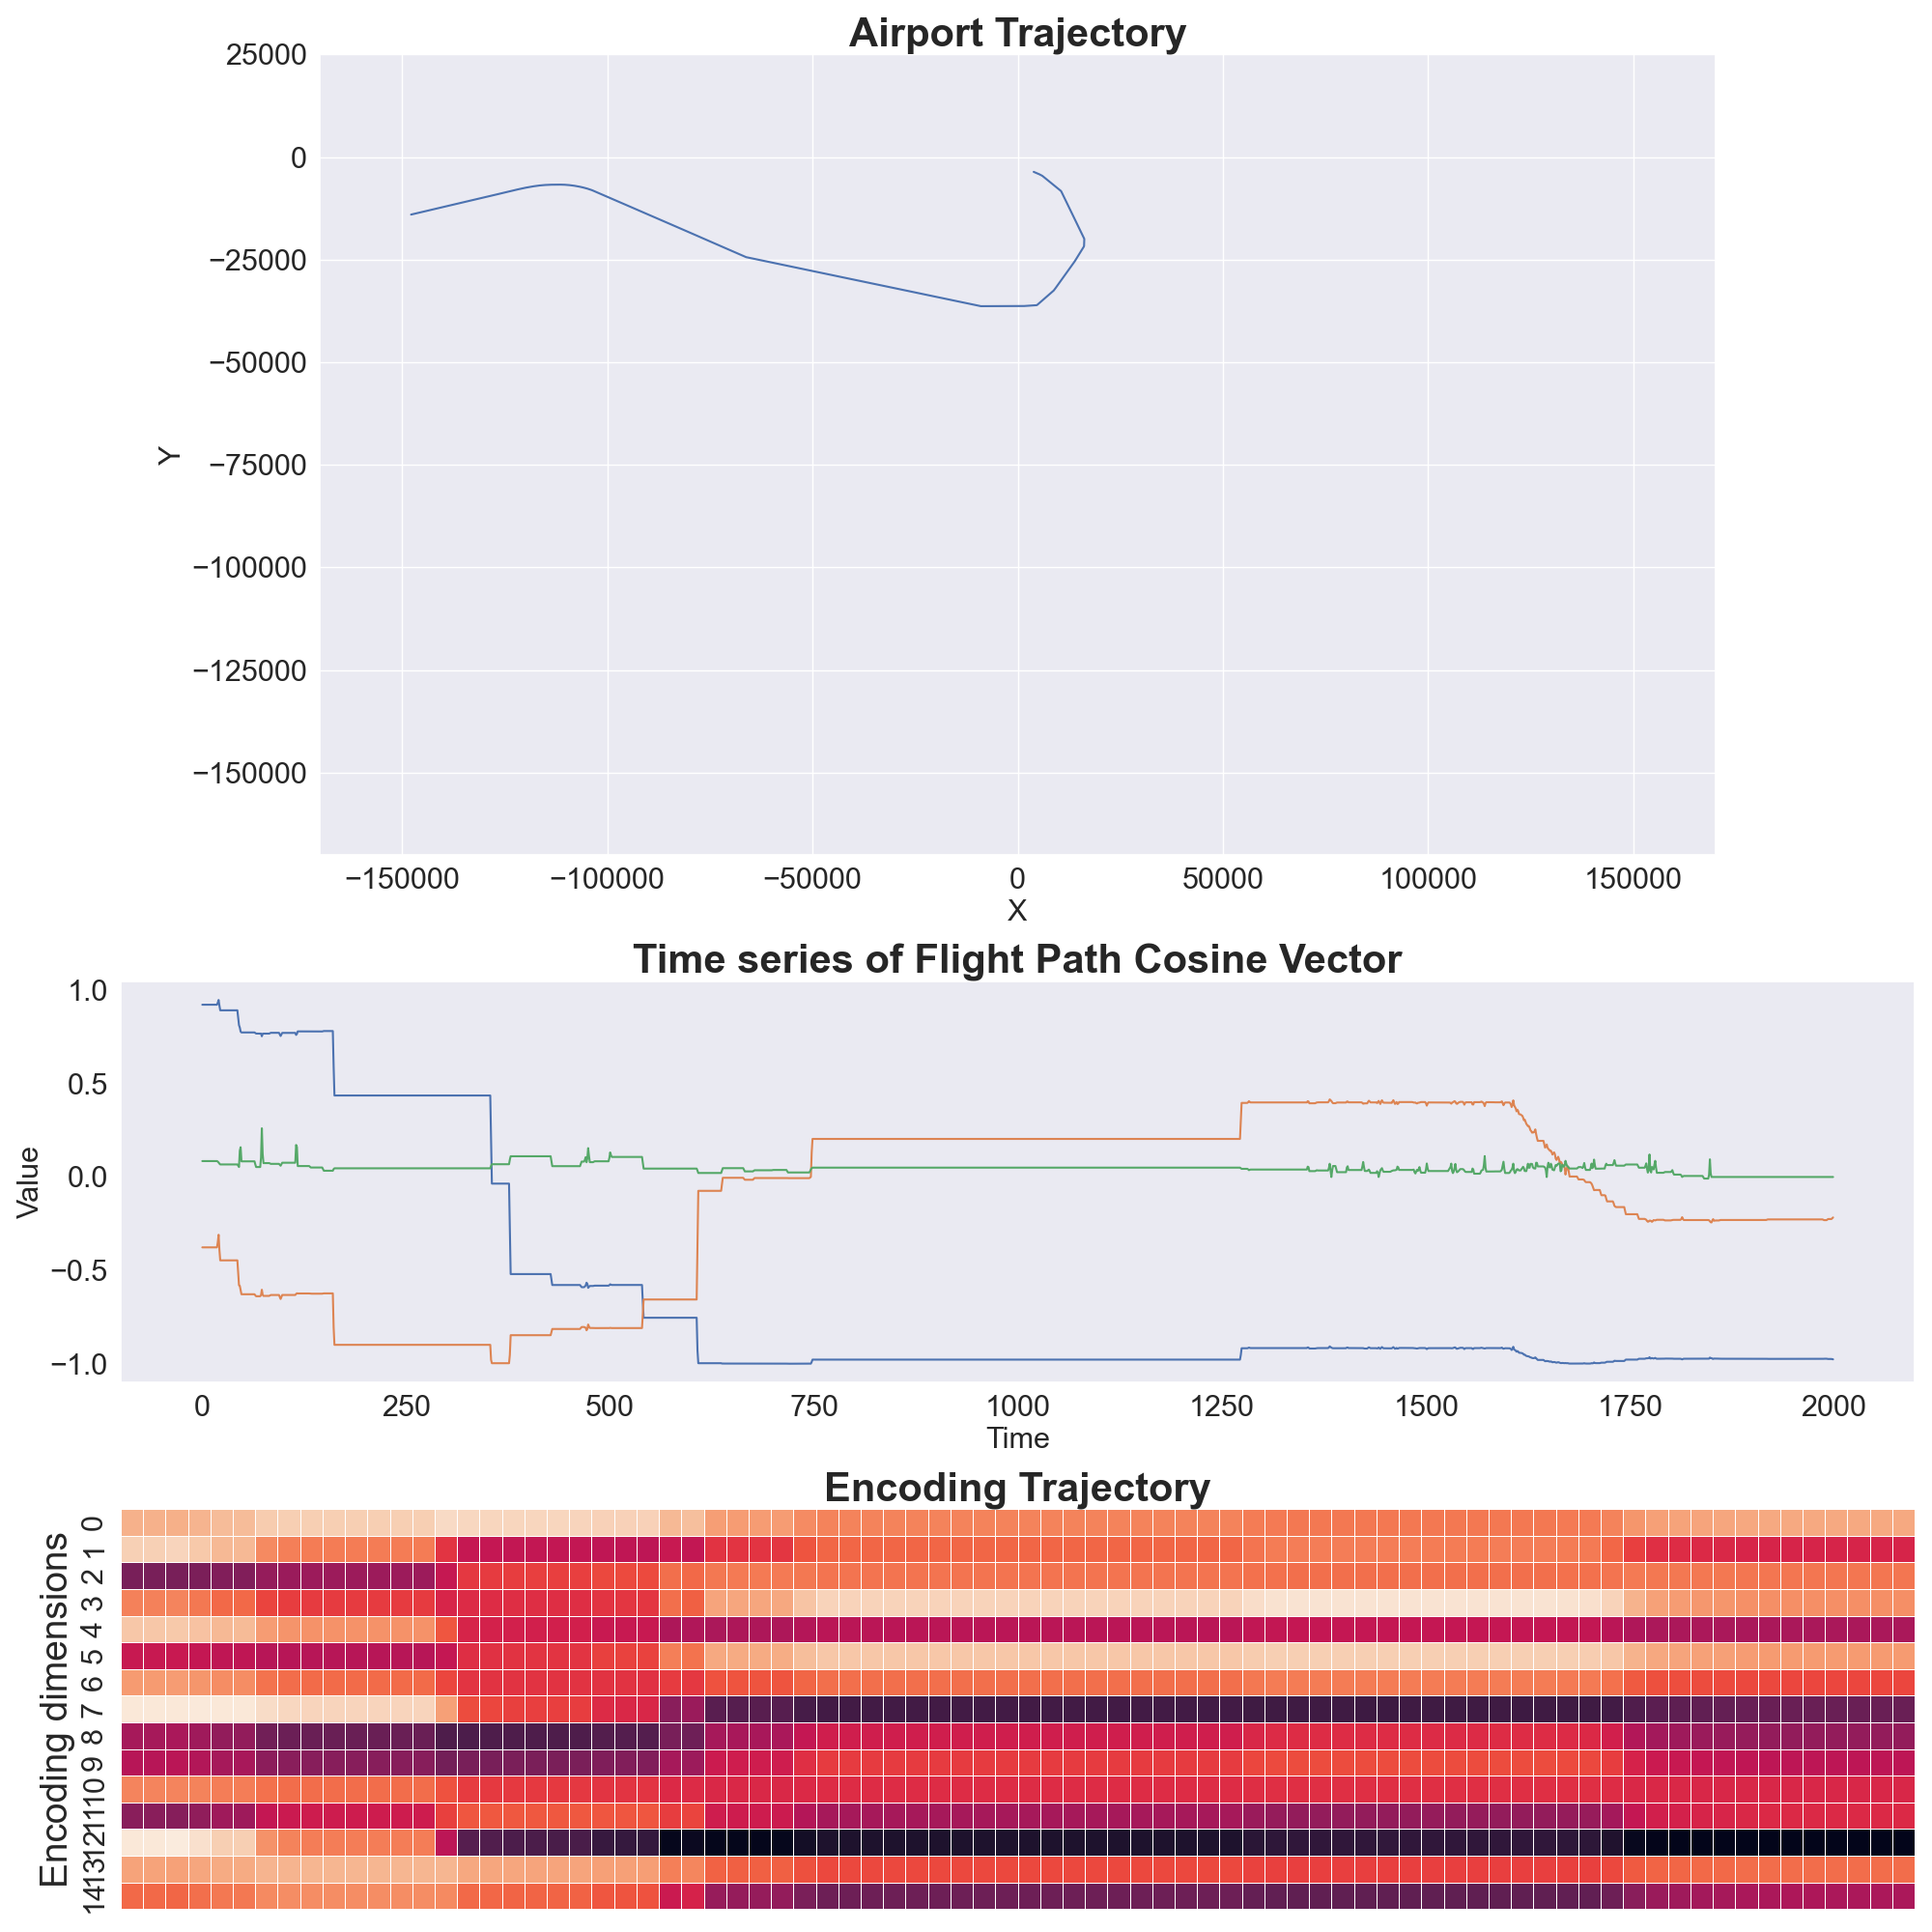 Airport Trajectory
25000
0
−25000
−50000
−75000
−100000
−125000
−150000
Y
−150000 −100000 −50000 0 50000 100000 150000
X
Time series of Flight Path Cosine Vector
1.0
0.5
0.0
−0.5
−1.0
Value
0 250 500 750 1000 1250 1500 1750 2000
Time
Encoding Trajectory
Encoding dimensions
0
1
2
3
4
5
6
7
8
9
10
11
12
13
14